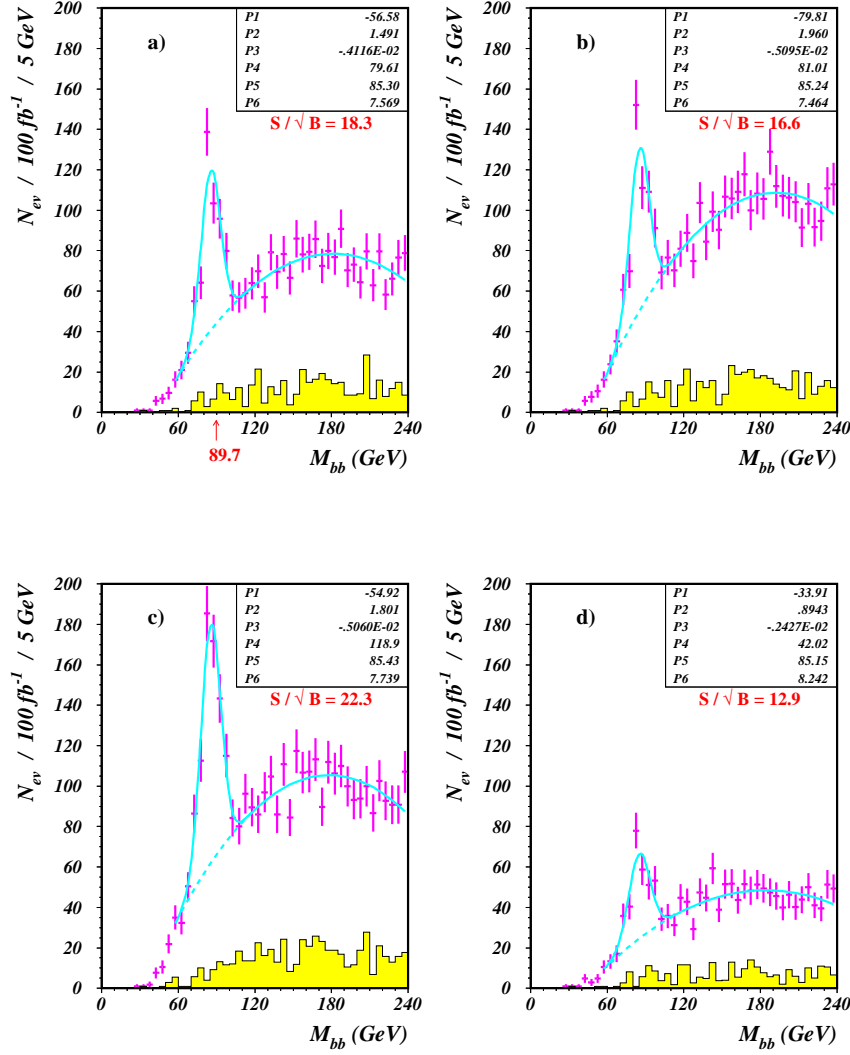 a)
P1 -56.58
P2 1.491
P3 -.4116E-02
P4 79.61
P5 85.30
P6 7.569
S / √ B = 18.3
N_ev / 100 fb^-1 / 5 GeV
200
180
160
140
120
100
80
60
40
20
0
0 60 120 180 240
89.7
M_bb (GeV)
b)
P1 -79.81
P2 1.960
P3 -.5095E-02
P4 81.01
P5 85.24
P6 7.464
S / √ B = 16.6
N_ev / 100 fb^-1 / 5 GeV
200
180
160
140
120
100
80
60
40
20
0
0 60 120 180 240
M_bb (GeV)
c)
P1 -54.92
P2 1.801
P3 -.5060E-02
P4 118.9
P5 85.43
P6 7.739
S / √ B = 22.3
N_ev / 100 fb^-1 / 5 GeV
200
180
160
140
120
100
80
60
40
20
0
0 60 120 180 240
M_bb (GeV)
d)
P1 -33.91
P2 .8943
P3 -.2427E-02
P4 42.02
P5 85.15
P6 8.242
S / √ B = 12.9
N_ev / 100 fb^-1 / 5 GeV
200
180
160
140
120
100
80
60
40
20
0
0 60 120 180 240
M_bb (GeV)